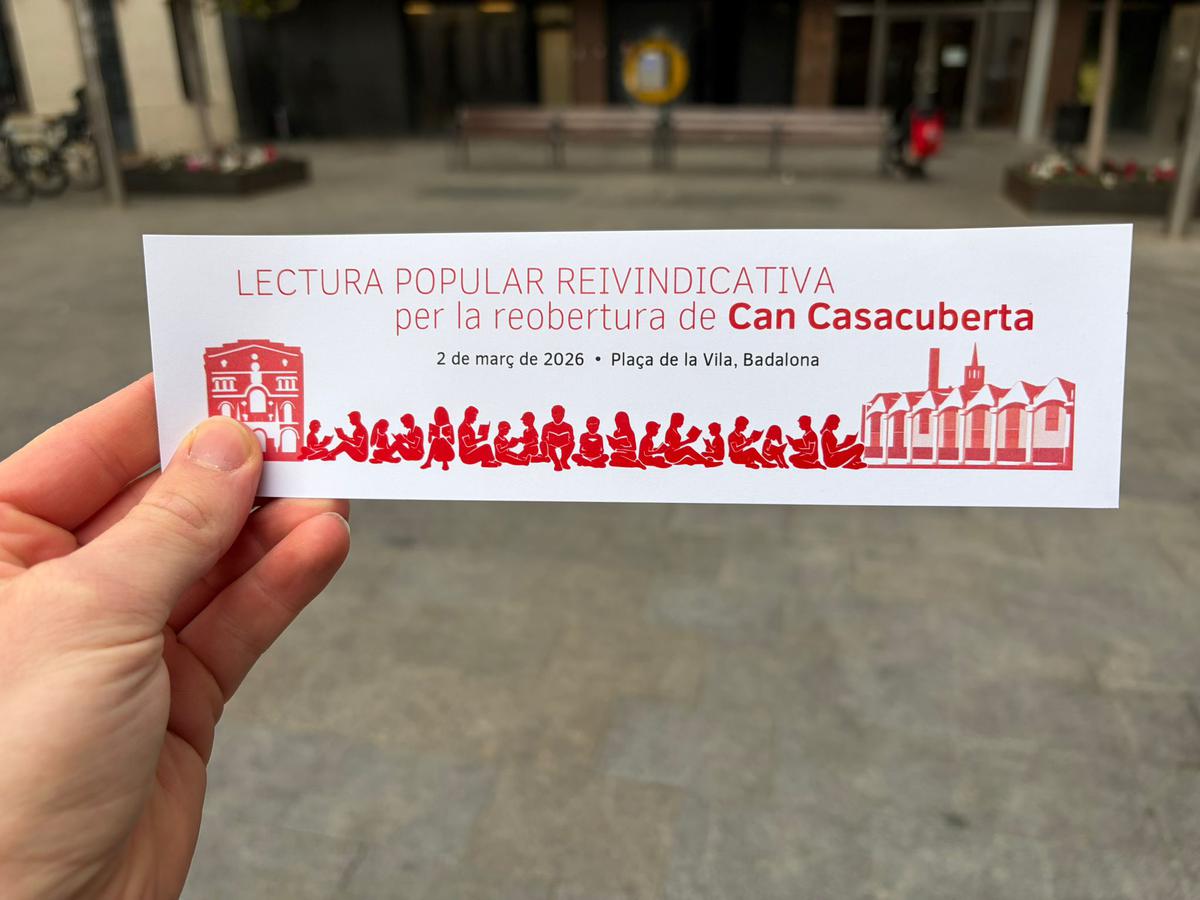 LECTURA POPULAR REIVINDICATIVA
per la reobertura de Can Casacuberta
2 de març de 2026 • Plaça de la Vila, Badalona